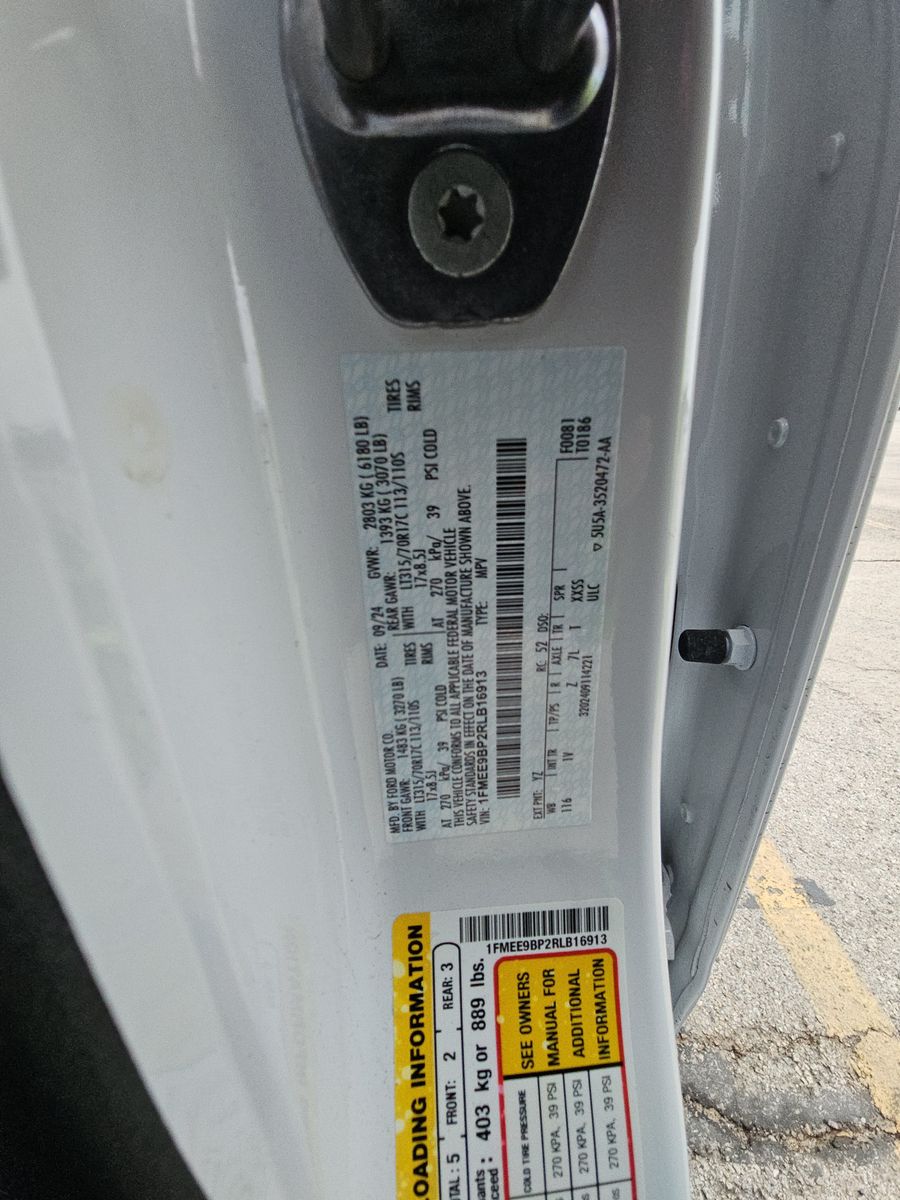 MFD. BY FORD MOTOR CO.
DATE: 09/24 GVWR: 2803 KG ( 6180 LB)
FRONT GAWR: 1483 KG ( 3270 LB) REAR GAWR: 1393 KG ( 3070 LB)
WITH LT315/70R17C 113/110S TIRES WITH LT315/70R17C 113/110S TIRES
17x8.5J RIMS 17x8.5J RIMS
AT 270 kPa/ 39 PSI COLD AT 270 kPa/ 39 PSI COLD
THIS VEHICLE CONFORMS TO ALL APPLICABLE FEDERAL MOTOR VEHICLE
SAFETY STANDARDS IN EFFECT ON THE DATE OF MANUFACTURE SHOWN ABOVE.
VIN: 1FMEE9BP2RLB16913 TYPE: MPV
EXT PNT: YZ RC: 52 DSO: F0081
WB INT TR TP/PS R AXLE TR SPR T0186
116 IV Z 7L T XXSS
3202409114221 ULC
5U5A-3520472-AA
OADING INFORMATION
OTAL: 5 FRONT: 2 REAR: 3
ants : 403 kg or 889 lbs.
ceed
1FMEE9BP2RLB16913
COLD TIRE PRESSURE
270 KPA, 39 PSI
270 KPA, 39 PSI
270 KPA, 39 PSI
SEE OWNERS
MANUAL FOR
ADDITIONAL
INFORMATION